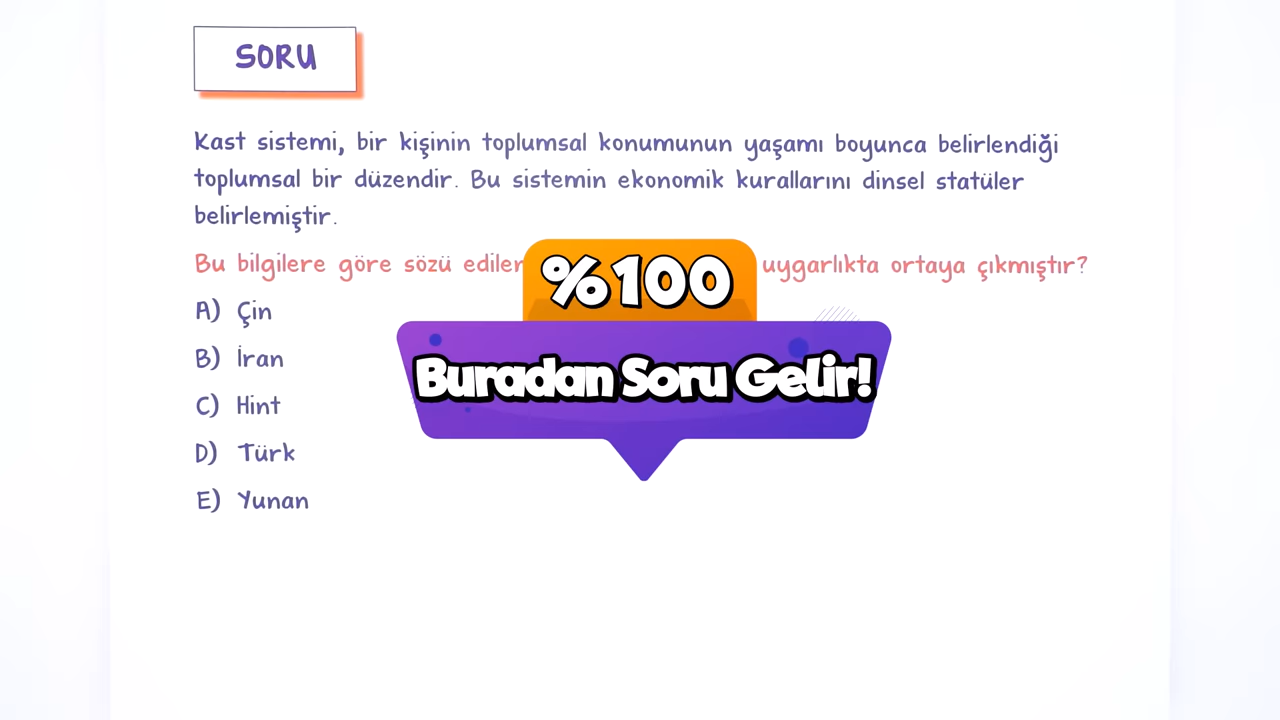 SORU
Kast sistemi, bir kişinin toplumsal konumunun yaşamı boyunca belirlendiği
toplumsal bir düzendir. Bu sistemin ekonomik kurallarını dinsel statüler
belirlemiştir.
Bu bilgilere göre sözü edilen uygarlıkta ortaya çıkmıştır?
%100
Buradan Soru Gelir!
A) Çin
B) İran
C) Hint
D) Türk
E) Yunan